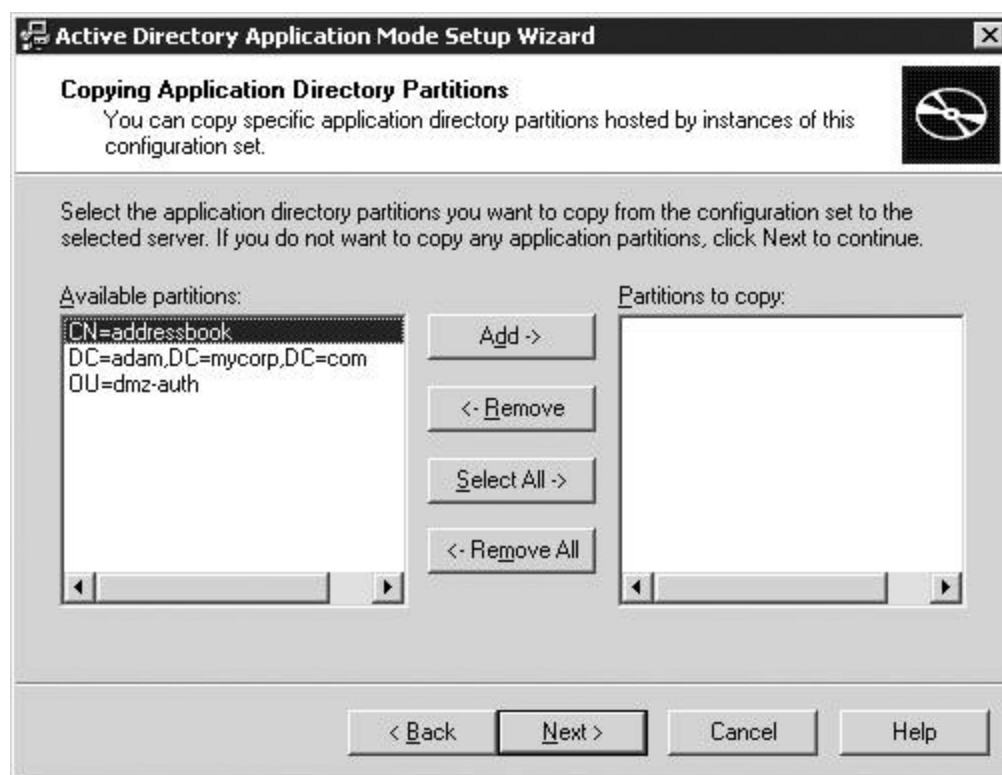 Active Directory Application Mode Setup Wizard
Copying Application Directory Partitions
You can copy specific application directory partitions hosted by instances of this
configuration set.
Select the application directory partitions you want to copy from the configuration set to the
selected server. If you do not want to copy any application partitions, click Next to continue.
Available partitions:
CN=addressbook
DC=adam,DC=mycorp,DC=com
OU=dmz-auth
Add ->
<- Remove
Select All ->
<- Remove All
Partitions to copy:
< Back
Next >
Cancel
Help